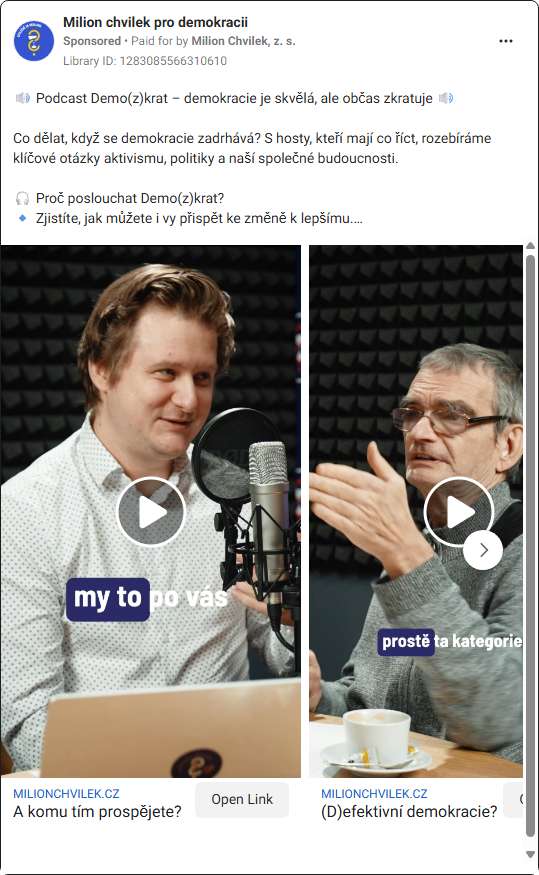 Milion chvilek pro demokracii
Sponsored • Paid for by Milion Chvilek, z. s.
Library ID: 1283085566310610
Podcast Demo(z)krat – demokracie je skvělá, ale občas zkratuje
Co dělat, když se demokracie zadrhává? S hosty, kteří mají co říct, rozebíráme
klíčové otázky aktivismu, politiky a naší společné budoucnosti.
Proč poslouchat Demo(z)krat?
Zjistíte, jak můžete i vy přispět ke změně k lepšímu....
my to po vás
prostě ta kategorie
MILIONCHVILEK.CZ
A komu tím prospějete?
Open Link
MILIONCHVILEK.CZ
(D)efektivní demokracie?